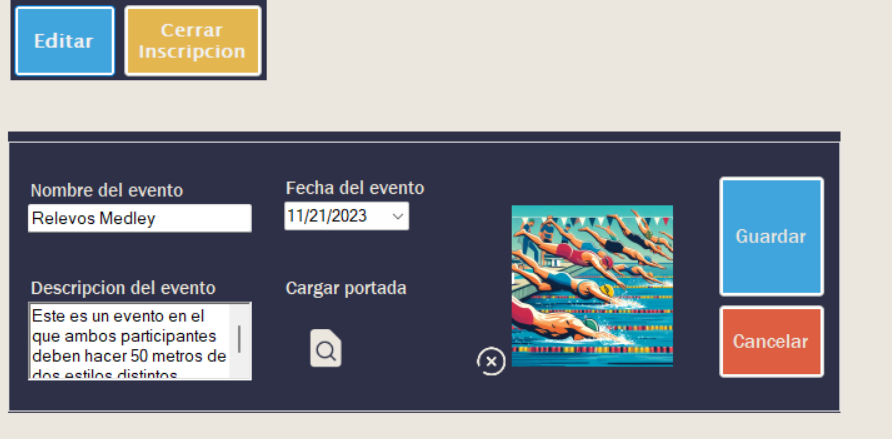 Editar
Cerrar
Inscripcion
Nombre del evento
Relevos Medley
Fecha del evento
11/21/2023
Descripcion del evento
Este es un evento en el
que ambos participantes
deben hacer 50 metros de
dos estilos distintos
Cargar portada
Guardar
Cancelar